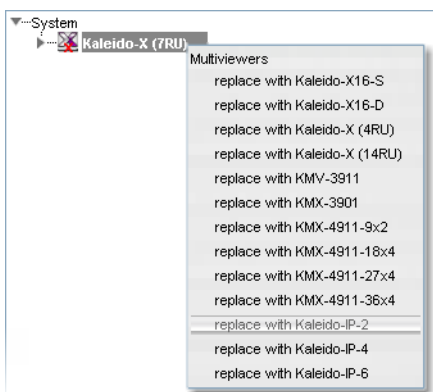 System
Kaleido-X (7RU)
Multiviewers
replace with Kaleido-X16-S
replace with Kaleido-X16-D
replace with Kaleido-X (4RU)
replace with Kaleido-X (14RU)
replace with KMV-3911
replace with KMX-3901
replace with KMX-4911-9x2
replace with KMX-4911-18x4
replace with KMX-4911-27x4
replace with KMX-4911-36x4
replace with Kaleido-IP-2
replace with Kaleido-IP-4
replace with Kaleido-IP-6